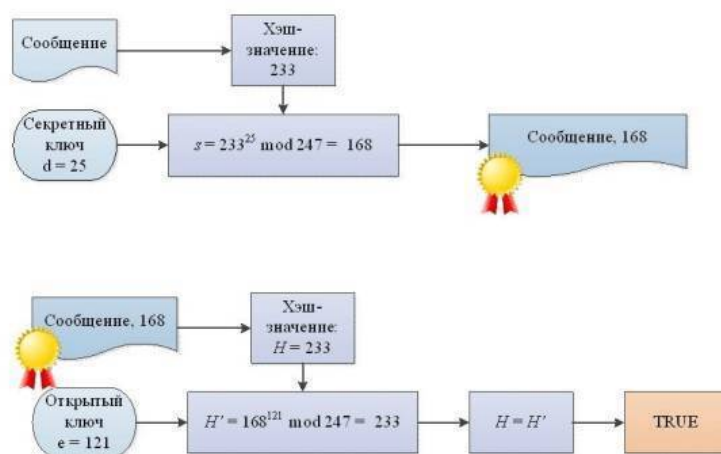 Сообщение
Хэш-
значение:
233
Секретный
ключ
d = 25
s = 233²⁵ mod 247 = 168
Сообщение, 168
Сообщение, 168
Хэш-
значение:
H = 233
Открытый
ключ
e = 121
H' = 168¹²¹ mod 247 = 233
H = H'
TRUE